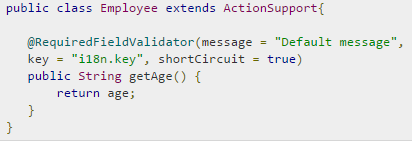 public class Employee extends ActionSupport{
@RequiredFieldValidator(message = "Default message",
key = "i18n.key", shortCircuit = true)
public String getAge() {
return age;
}
}